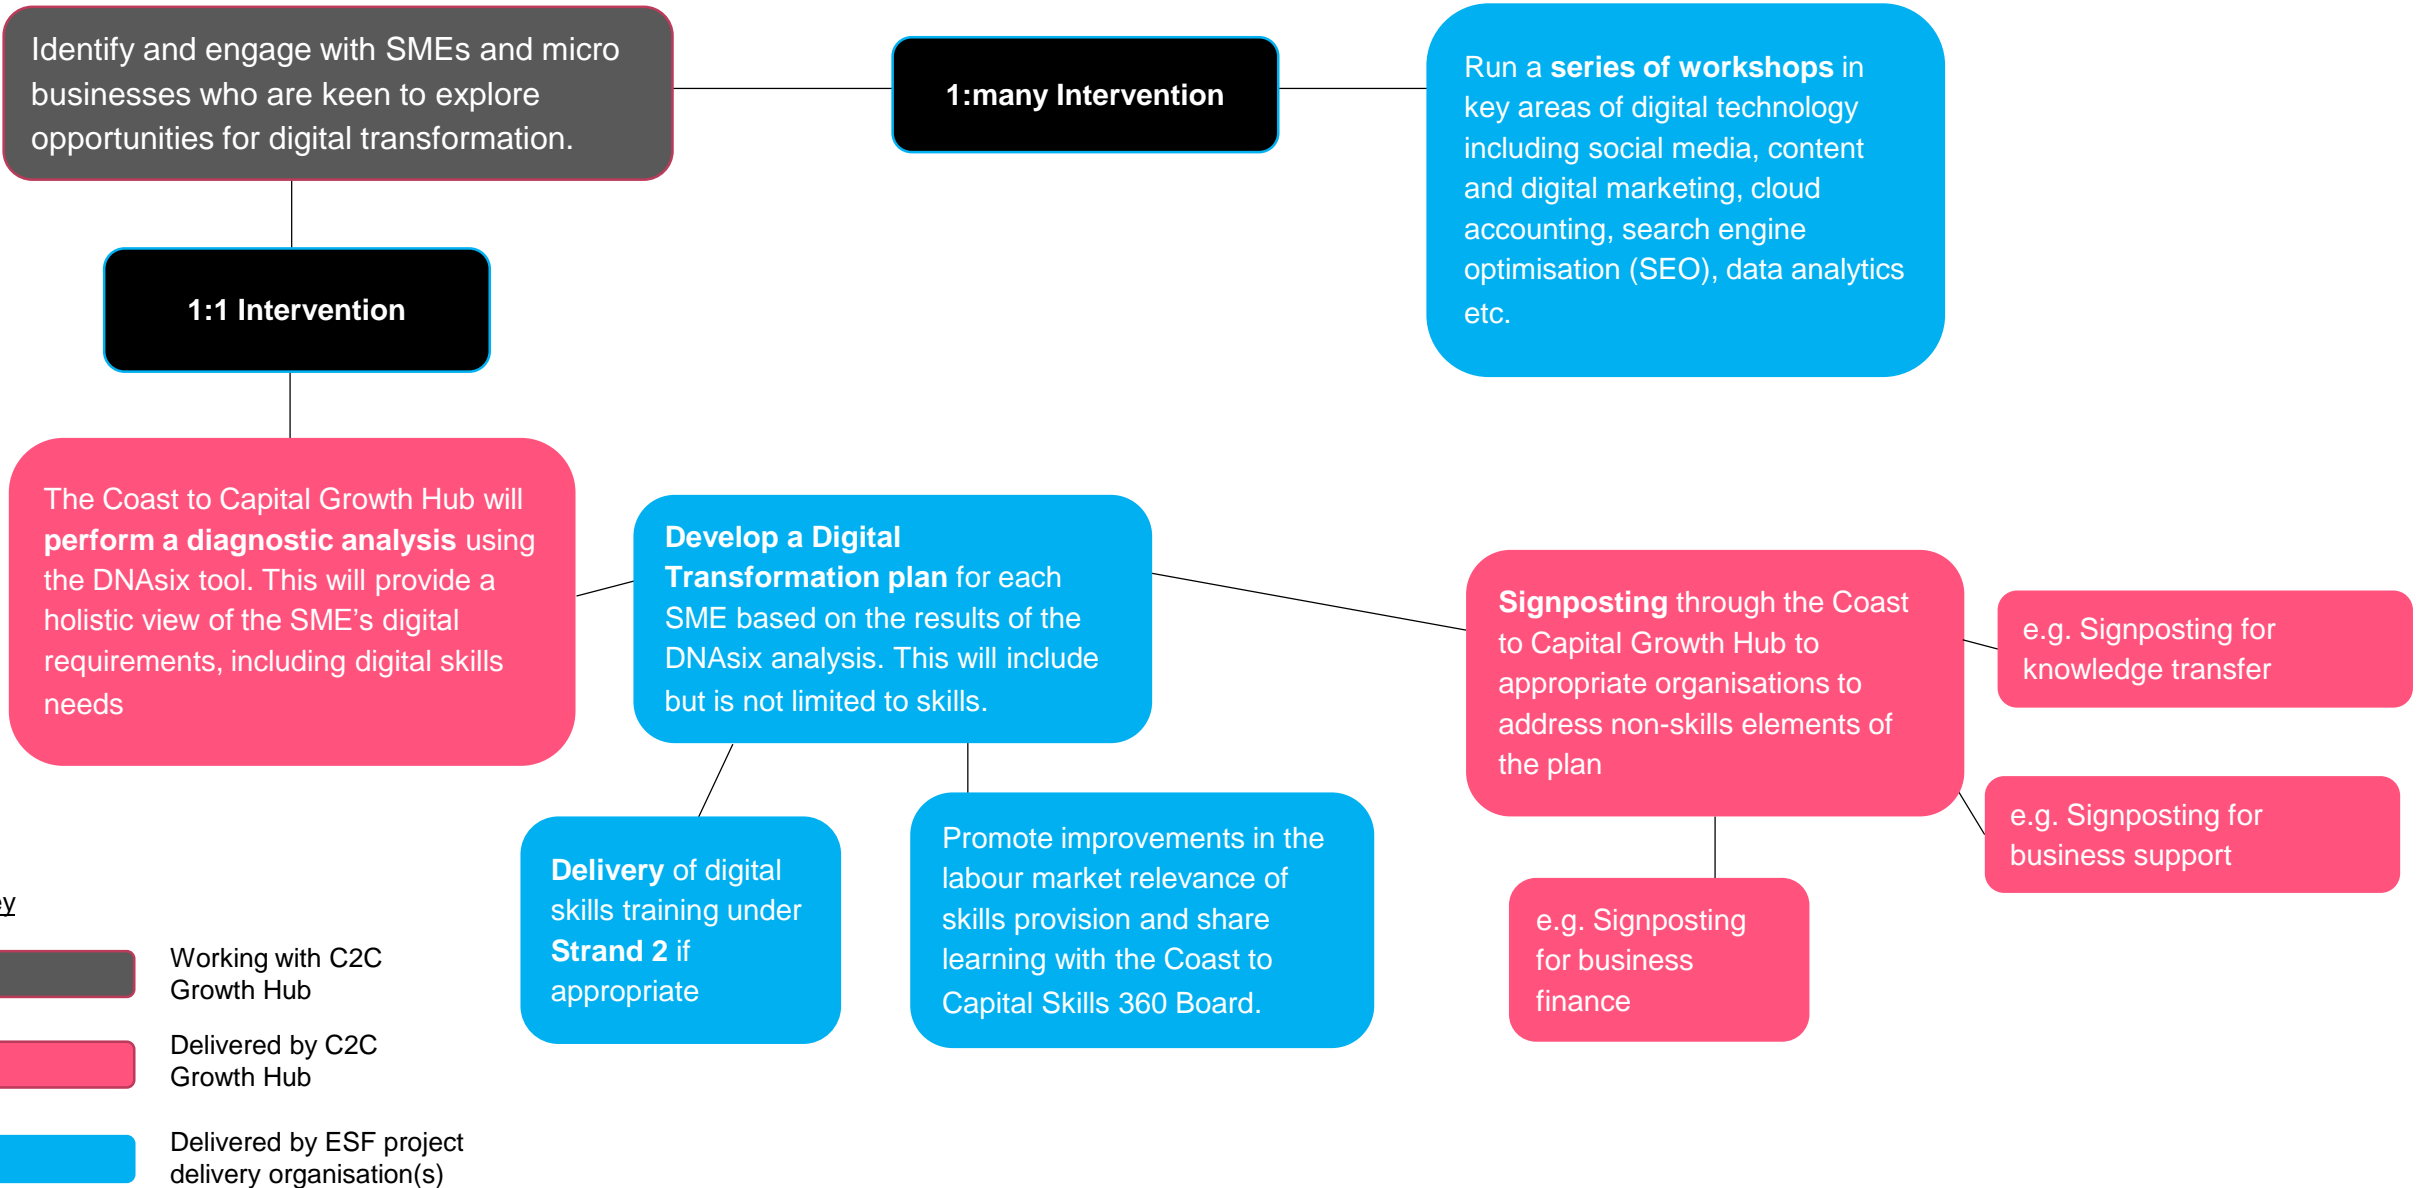 Identify and engage with SMEs and micro
businesses who are keen to explore
opportunities for digital transformation.
1:many Intervention
Run a series of workshops in
key areas of digital technology
including social media, content
and digital marketing, cloud
accounting, search engine
optimisation (SEO), data analytics
etc.
1:1 Intervention
The Coast to Capital Growth Hub will
perform a diagnostic analysis using
the DNAsix tool. This will provide a
holistic view of the SME’s digital
requirements, including digital skills
needs
Develop a Digital
Transformation plan for each
SME based on the results of the
DNAsix analysis. This will include
but is not limited to skills.
Signposting through the Coast
to Capital Growth Hub to
appropriate organisations to
address non-skills elements of
the plan
e.g. Signposting for
knowledge transfer
e.g. Signposting for
business support
e.g. Signposting
for business
finance
Delivery of digital
skills training under
Strand 2 if
appropriate
Promote improvements in the
labour market relevance of
skills provision and share
learning with the Coast to
Capital Skills 360 Board.
Working with C2C
Growth Hub
Delivered by C2C
Growth Hub
Delivered by ESF project
delivery organisation(s)